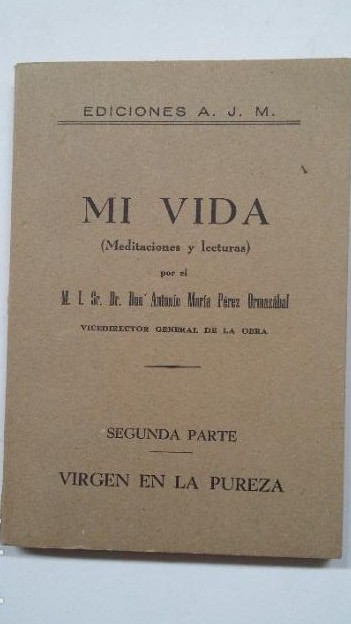 EDICIONES A. J. M.
MI VIDA
(Meditaciones y lecturas)
por el
M. I. Sr. Dr. Don Antonio María Pérez Ormazábal
VICEDIRECTOR GENERAL DE LA OBRA
SEGUNDA PARTE
VIRGEN EN LA PUREZA